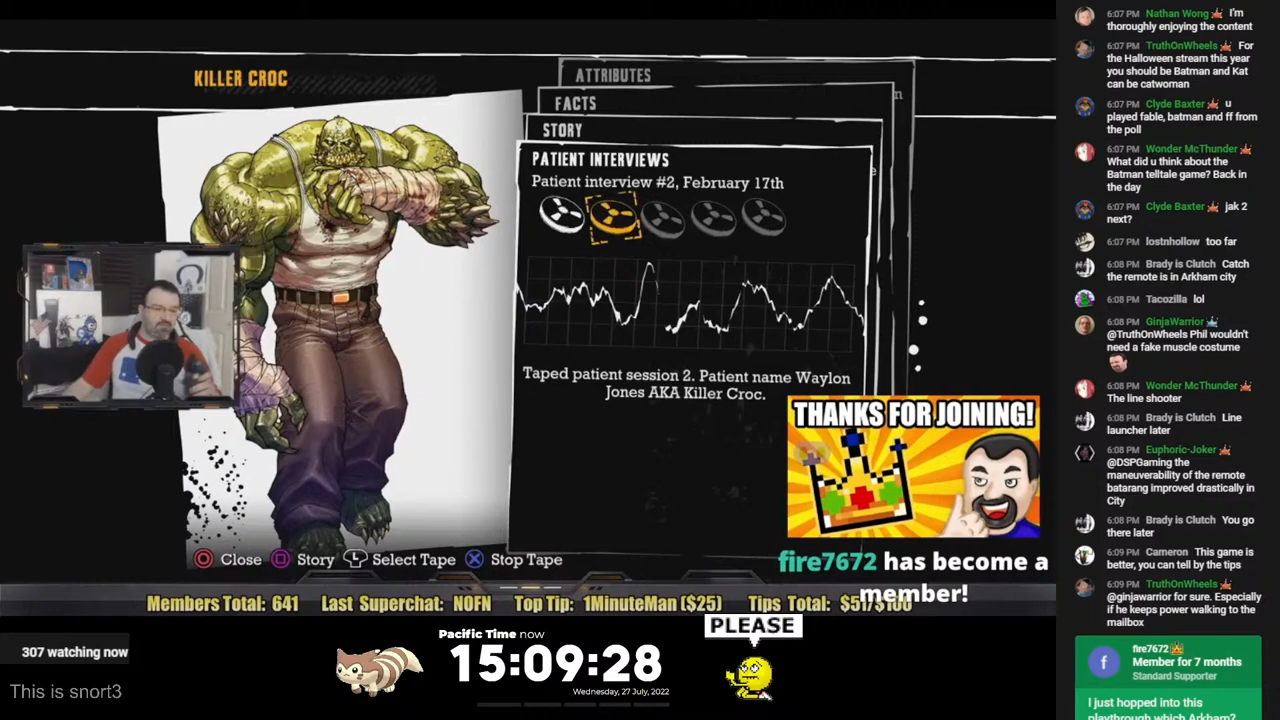 KILLER CROC
ATTRIBUTES
FACTS
STORY
PATIENT INTERVIEWS
Patient interview #2, February 17th
Taped patient session 2. Patient name Waylon
Jones AKA Killer Croc.
Close
Story
Select Tape
Stop Tape
THANKS FOR JOINING!
fire7672 has become a
member!
Members Total: 641
Last Superchat: NOFN
Top Tip: 1MinuteMan ($25)
Tips Total: $51/$100
PLEASE
307 watching now
This is snort3
Pacific Time now
15:09:28
Wednesday, 27 July, 2022
6:07 PM Nathan Wong I'm
thoroughly enjoying the content
6:07 PM TruthOnWheels For
the Halloween stream this year
you should be Batman and Kat
can be catwoman
6:07 PM Clyde Baxter u
played fable, batman and ff from
the poll
6:07 PM Wonder McThunder
What did u think about the
Batman telltale game? Back in
the day
6:07 PM Clyde Baxter jak 2
next?
6:07 PM lostnhollow too far
6:08 PM Brady is Clutch Catch
the remote is in Arkham city
6:08 PM Tacozilla lol
6:08 PM GinjaWarrior
@TruthOnWheels Phil wouldn't
need a fake muscle costume
6:08 PM Wonder McThunder
The line shooter
6:08 PM Brady is Clutch Line
launcher later
6:08 PM Euphoric-Joker
@DSPGaming the
maneuverability of the remote
batarang improved drastically in
City
6:08 PM Brady is Clutch You go
there later
6:09 PM Cameron This game is
better, you can tell by the tips
6:09 PM TruthOnWheels
@ginjawarrior for sure. Especially
if he keeps power walking to the
mailbox
f
fire7672
Member for 7 months
Standard Supporter
I just hopped into this
playthrough which Arkham?